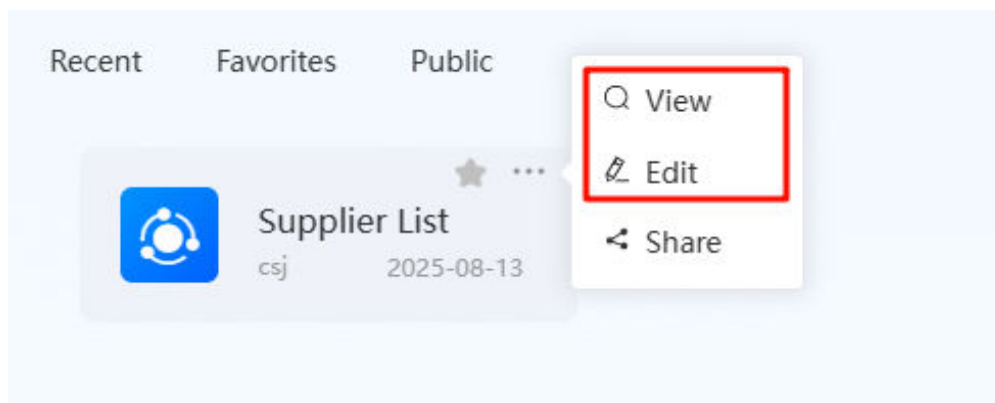 Recent Favorites Public
View
Edit
Share
Supplier List
csj 2025-08-13